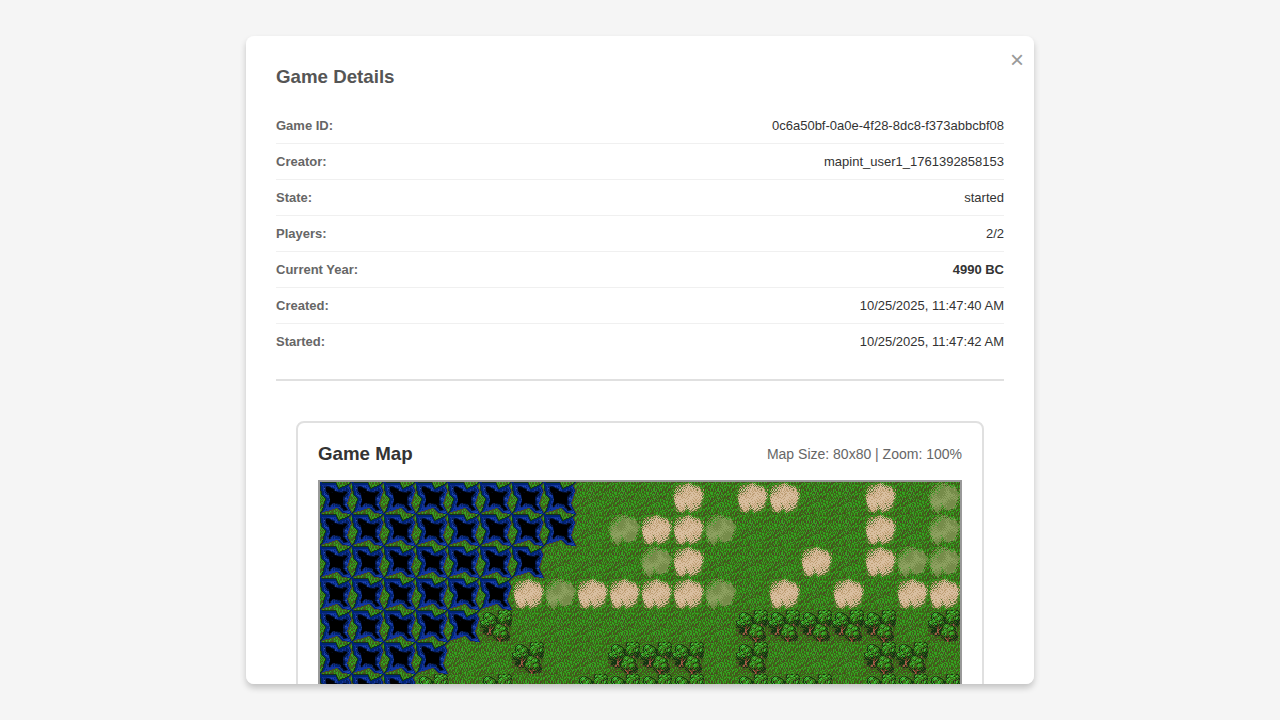 ×
Game Details
Game ID: 0c6a50bf-0a0e-4f28-8dc8-f373abbcbf08
Creator: mapint_user1_1761392858153
State: started
Players: 2/2
Current Year: 4990 BC
Created: 10/25/2025, 11:47:40 AM
Started: 10/25/2025, 11:47:42 AM
Game Map Map Size: 80x80 | Zoom: 100%